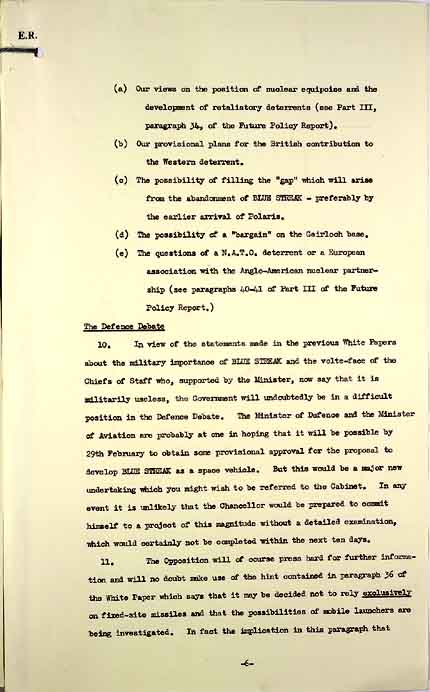 E.R.
(a) Our views on the position of nuclear equipoise and the
development of retaliatory deterrents (see Part III,
paragraph 34, of the Future Policy Report).
(b) Our provisional plans for the British contribution to
the Western deterrent.
(c) The possibility of filling the "gap" which will arise
from the abandonment of BLUE STREAK - preferably by
the earlier arrival of Polaris.
(d) The possibility of a "bargain" on the Gairloch base.
(e) The questions of a N.A.T.O. deterrent or a European
association with the Anglo-American nuclear partner-
ship (see paragraphs 40-41 of Part III of the Future
Policy Report.)
The Defence Debate
10. In view of the statements made in the previous White Papers
about the military importance of BLUE STREAK and the volte-face of the
Chiefs of Staff who, supported by the Minister, now say that it is
militarily useless, the Government will undoubtedly be in a difficult
position in the Defence Debate. The Minister of Defence and the Minister
of Aviation are probably at one in hoping that it will be possible by
29th February to obtain some provisional approval for the proposal to
develop BLUE STREAK as a space vehicle. But this would be a major new
undertaking which you might wish to be referred to the Cabinet. In any
event it is unlikely that the Chancellor would be prepared to commit
himself to a project of this magnitude without a detailed examination,
which would certainly not be completed within the next ten days.
11. The Opposition will of course press hard for further informa-
tion and will no doubt make use of the hint contained in paragraph 36 of
the White Paper which says that it may be decided not to rely exclusively
on fixed-site missiles and that the possibilities of mobile launchers are
being investigated. In fact the implication in this paragraph that
-6-